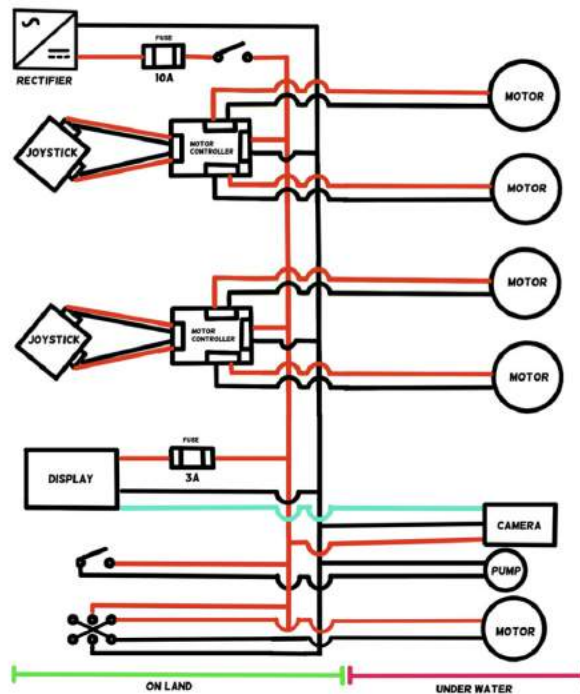 FUSE
10A
RECTIFIER
MOTOR
JOYSTICK
MOTOR
CONTROLLER
MOTOR
MOTOR
JOYSTICK
MOTOR
CONTROLLER
MOTOR
FUSE
3A
DISPLAY
CAMERA
PUMP
MOTOR
ON LAND
UNDER WATER